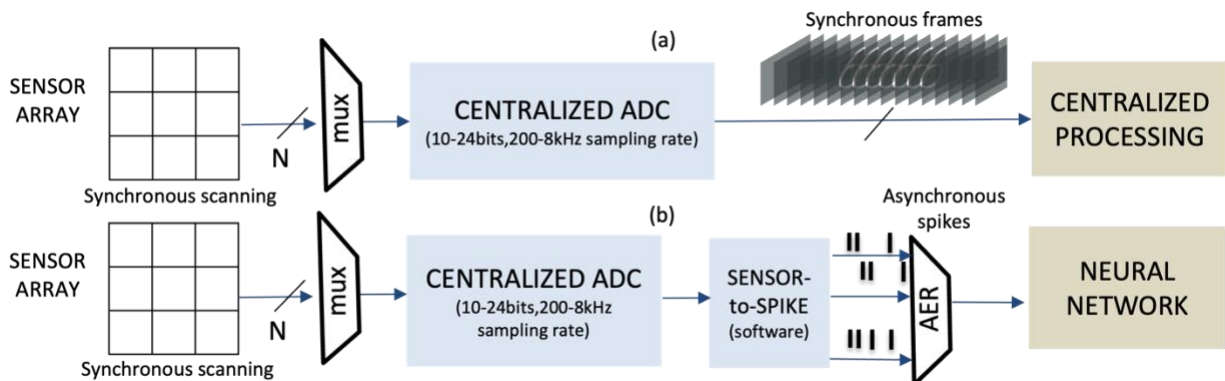 (a)
Synchronous frames
SENSOR
ARRAY
N
mux
CENTRALIZED ADC
(10-24bits,200-8kHz sampling rate)
CENTRALIZED
PROCESSING
Synchronous scanning
(b)
Asynchronous
spikes
SENSOR
ARRAY
N
mux
CENTRALIZED ADC
(10-24bits,200-8kHz
sampling rate)
SENSOR-
to-SPIKE
(software)
AER
NEURAL
NETWORK
Synchronous scanning